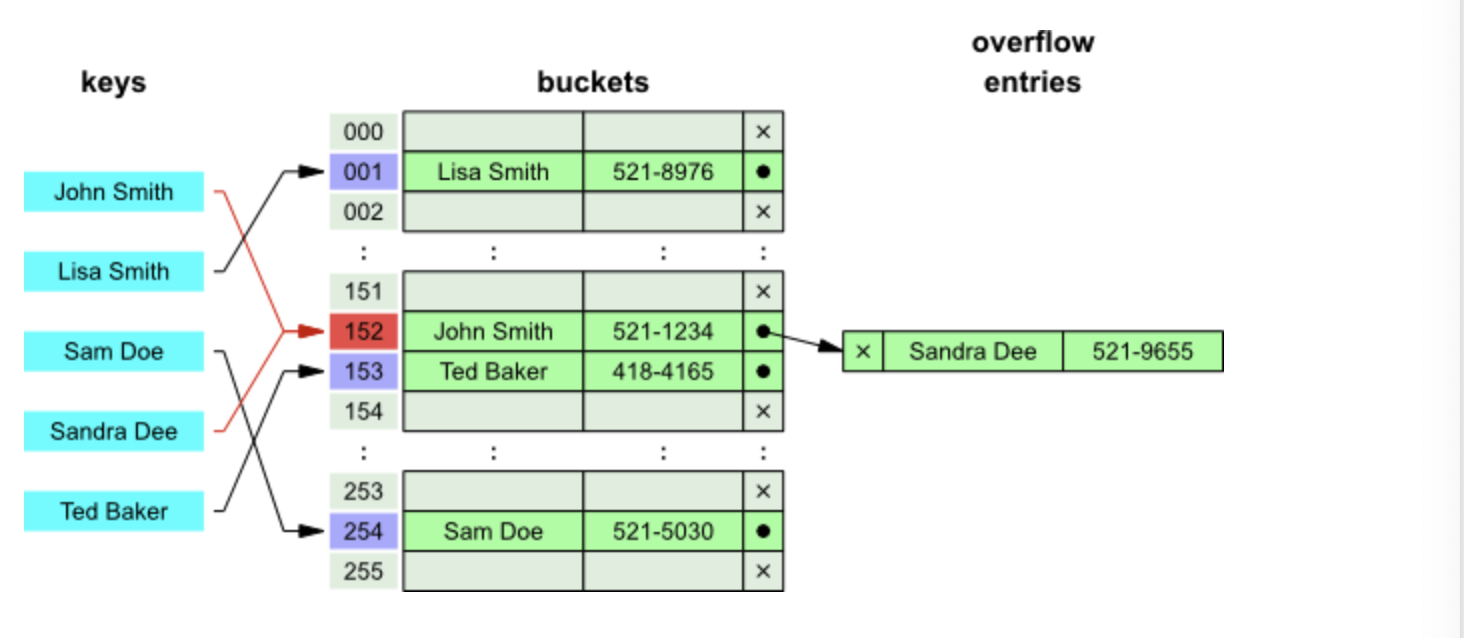 overflow
keys buckets entries
000 ×
001 Lisa Smith 521-8976 ●
John Smith
002 ×
: : : :
Lisa Smith
151 ×
152 John Smith 521-1234 ●
Sam Doe × Sandra Dee 521-9655
153 Ted Baker 418-4165 ●
154 ×
Sandra Dee
: : : :
253 ×
Ted Baker
254 Sam Doe 521-5030 ●
255 ×